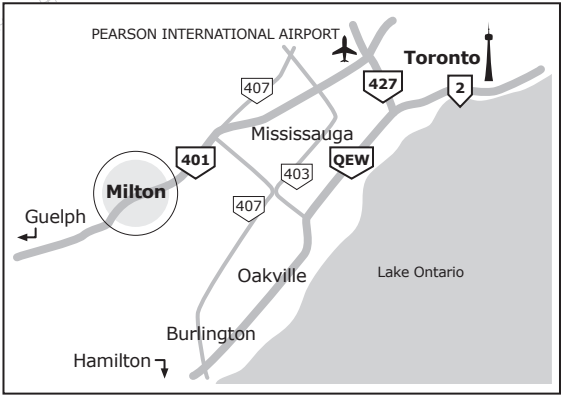 PEARSON INTERNATIONAL AIRPORT
Toronto
407
427
2
Mississauga
401
QEW
403
Milton
407
Guelph
Oakville
Lake Ontario
Burlington
Hamilton